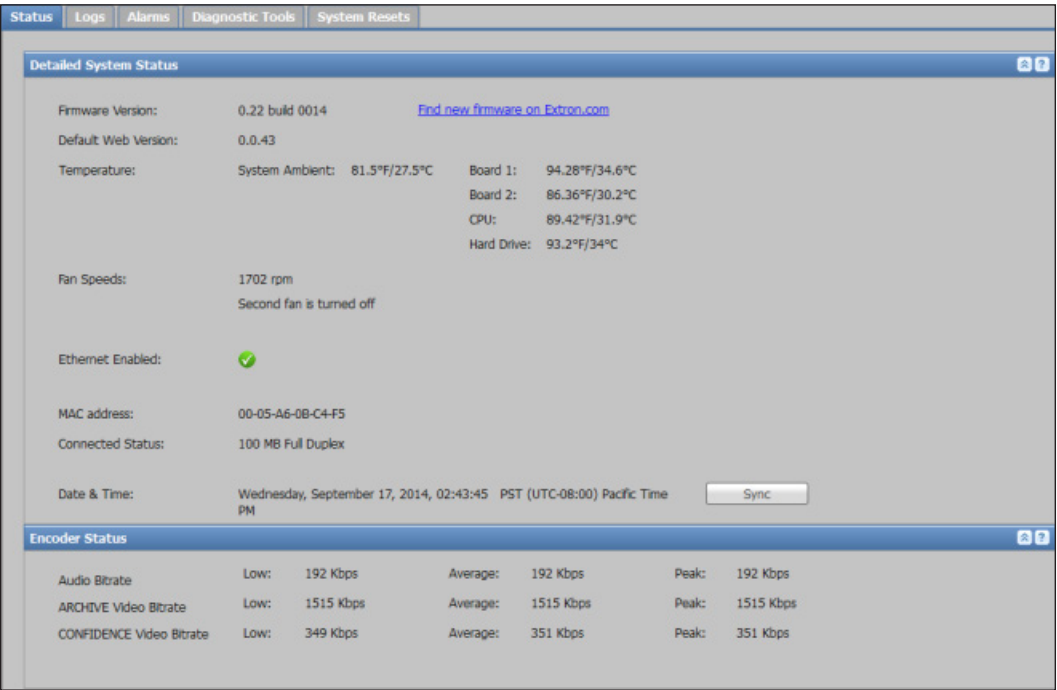 Status Logs Alarms Diagnostic Tools System Resets
Detailed System Status
Firmware Version: 0.22 build 0014 Find new firmware on Extron.com
Default Web Version: 0.0.43
Temperature: System Ambient: 81.5°F/27.5°C Board 1: 94.28°F/34.6°C
Board 2: 86.36°F/30.2°C
CPU: 89.42°F/31.9°C
Hard Drive: 93.2°F/34°C
Fan Speeds: 1702 rpm
Second fan is turned off
Ethernet Enabled:
MAC address: 00-05-A6-0B-C4-F5
Connected Status: 100 MB Full Duplex
Date & Time: Wednesday, September 17, 2014, 02:43:45 PST (UTC-08:00) Pacific Time Sync
PM
Encoder Status
Audio Bitrate Low: 192 Kbps Average: 192 Kbps Peak: 192 Kbps
ARCHIVE Video Bitrate Low: 1515 Kbps Average: 1515 Kbps Peak: 1515 Kbps
CONFIDENCE Video Bitrate Low: 349 Kbps Average: 351 Kbps Peak: 351 Kbps